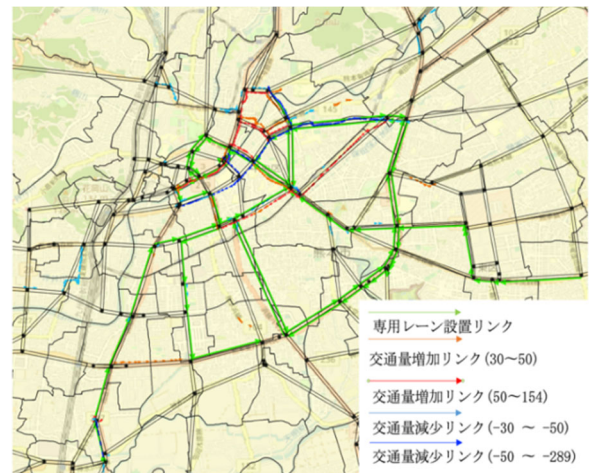 専用レーン設置リンク
交通量増加リンク(30～50)
交通量増加リンク(50～154)
交通量減少リンク(-30 ～ -50)
交通量減少リンク(-50 ～ -289)